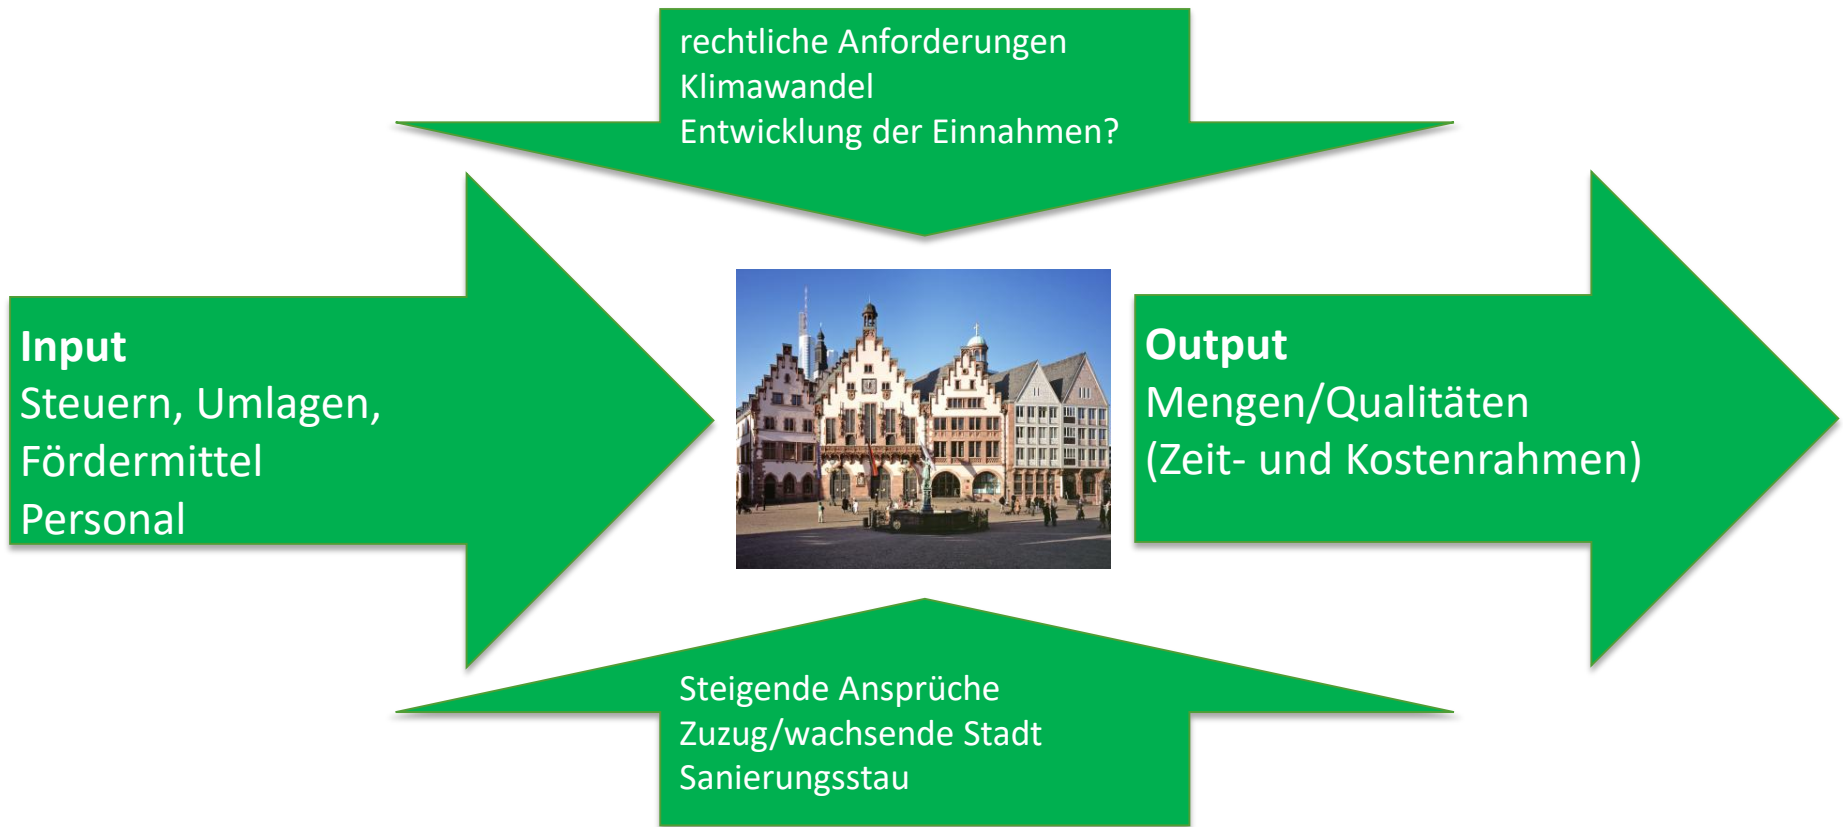 rechtliche Anforderungen
Klimawandel
Entwicklung der Einnahmen?
Input
Steuern, Umlagen,
Fördermittel
Personal
Output
Mengen/Qualitäten
(Zeit- und Kostenrahmen)
Steigende Ansprüche
Zuzug/wachsende Stadt
Sanierungsstau